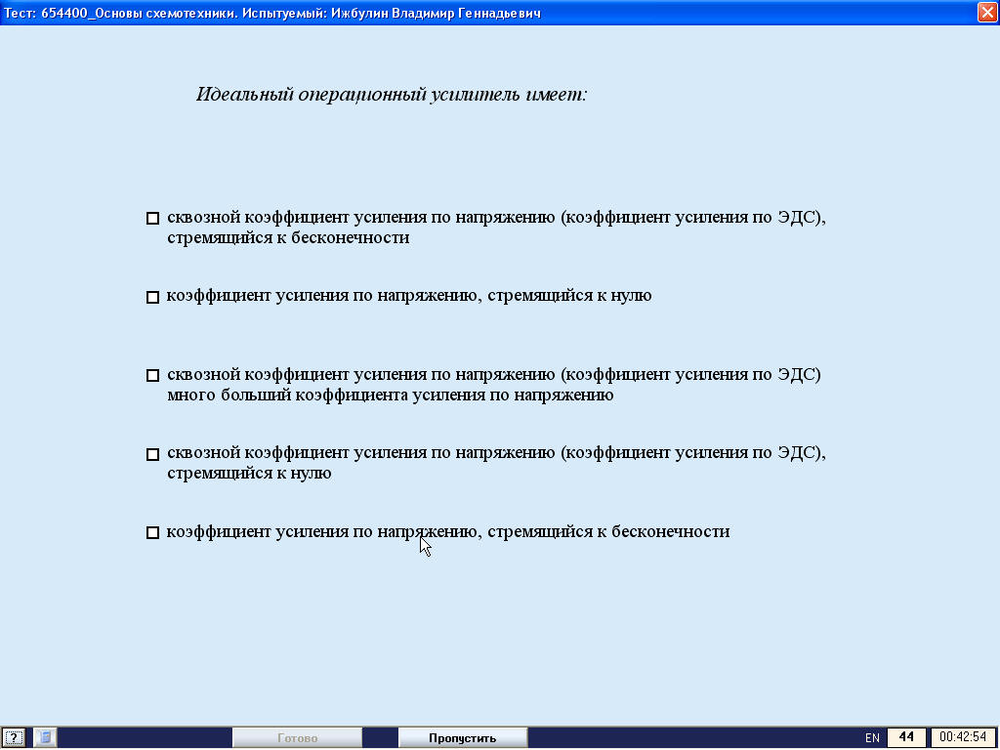 Тест: 654400_Основы схемотехники. Испытуемый: Ижбулин Владимир Геннадьевич
Идеальный операционный усилитель имеет:
сквозной коэффициент усиления по напряжению (коэффициент усиления по ЭДС),
стремящийся к бесконечности
коэффициент усиления по напряжению, стремящийся к нулю
сквозной коэффициент усиления по напряжению (коэффициент усиления по ЭДС)
много больший коэффициента усиления по напряжению
сквозной коэффициент усиления по напряжению (коэффициент усиления по ЭДС),
стремящийся к нулю
коэффициент усиления по напряжению, стремящийся к бесконечности
? Готово Пропустить EN 44 00:42:54